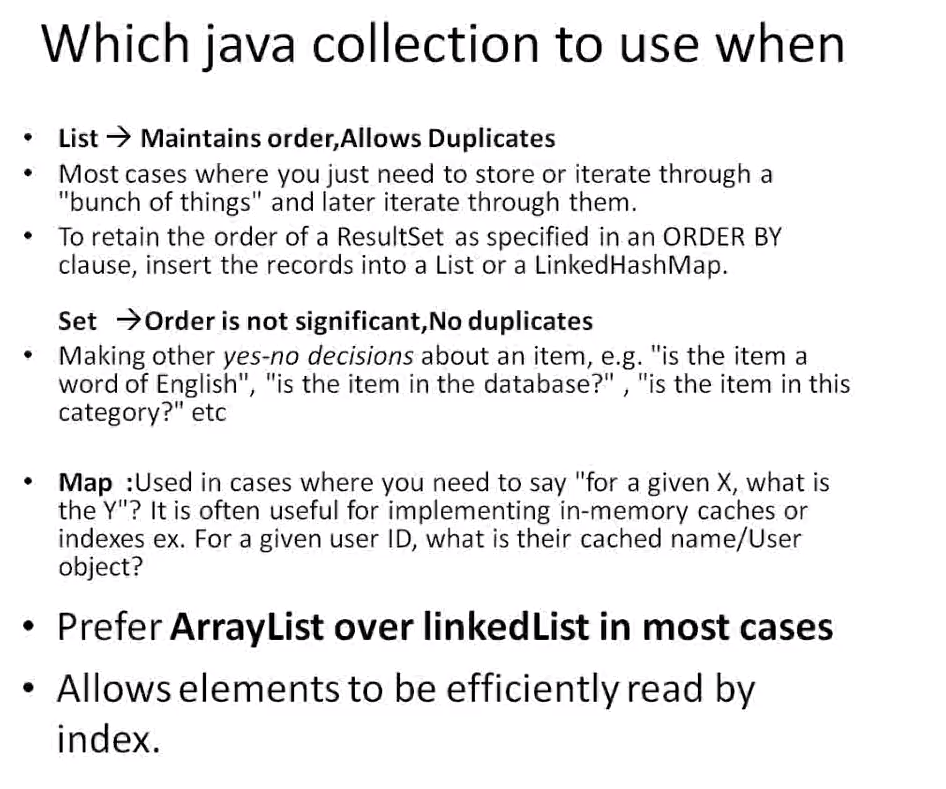 Which java collection to use when
• List → Maintains order,Allows Duplicates
• Most cases where you just need to store or iterate through a
"bunch of things" and later iterate through them.
• To retain the order of a ResultSet as specified in an ORDER BY
clause, insert the records into a List or a LinkedHashMap.
Set →Order is not significant,No duplicates
• Making other yes-no decisions about an item, e.g. "is the item a
word of English", "is the item in the database?" , "is the item in this
category?" etc
• Map :Used in cases where you need to say "for a given X, what is
the Y"? It is often useful for implementing in-memory caches or
indexes ex. For a given user ID, what is their cached name/User
object?
• Prefer ArrayList over linkedList in most cases
• Allows elements to be efficiently read by
index.